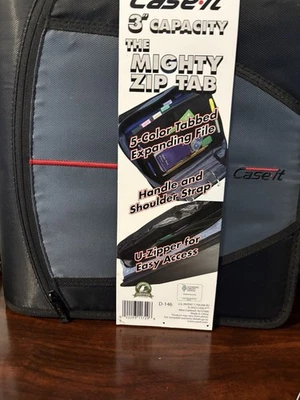 Case·it
3" CAPACITY
THE
MIGHTY
ZIP TAB
5-Color Tabbed
Expanding File
Handle and
Shoulder Strap
U-Zipper for
Easy Access
D-146
Case·it